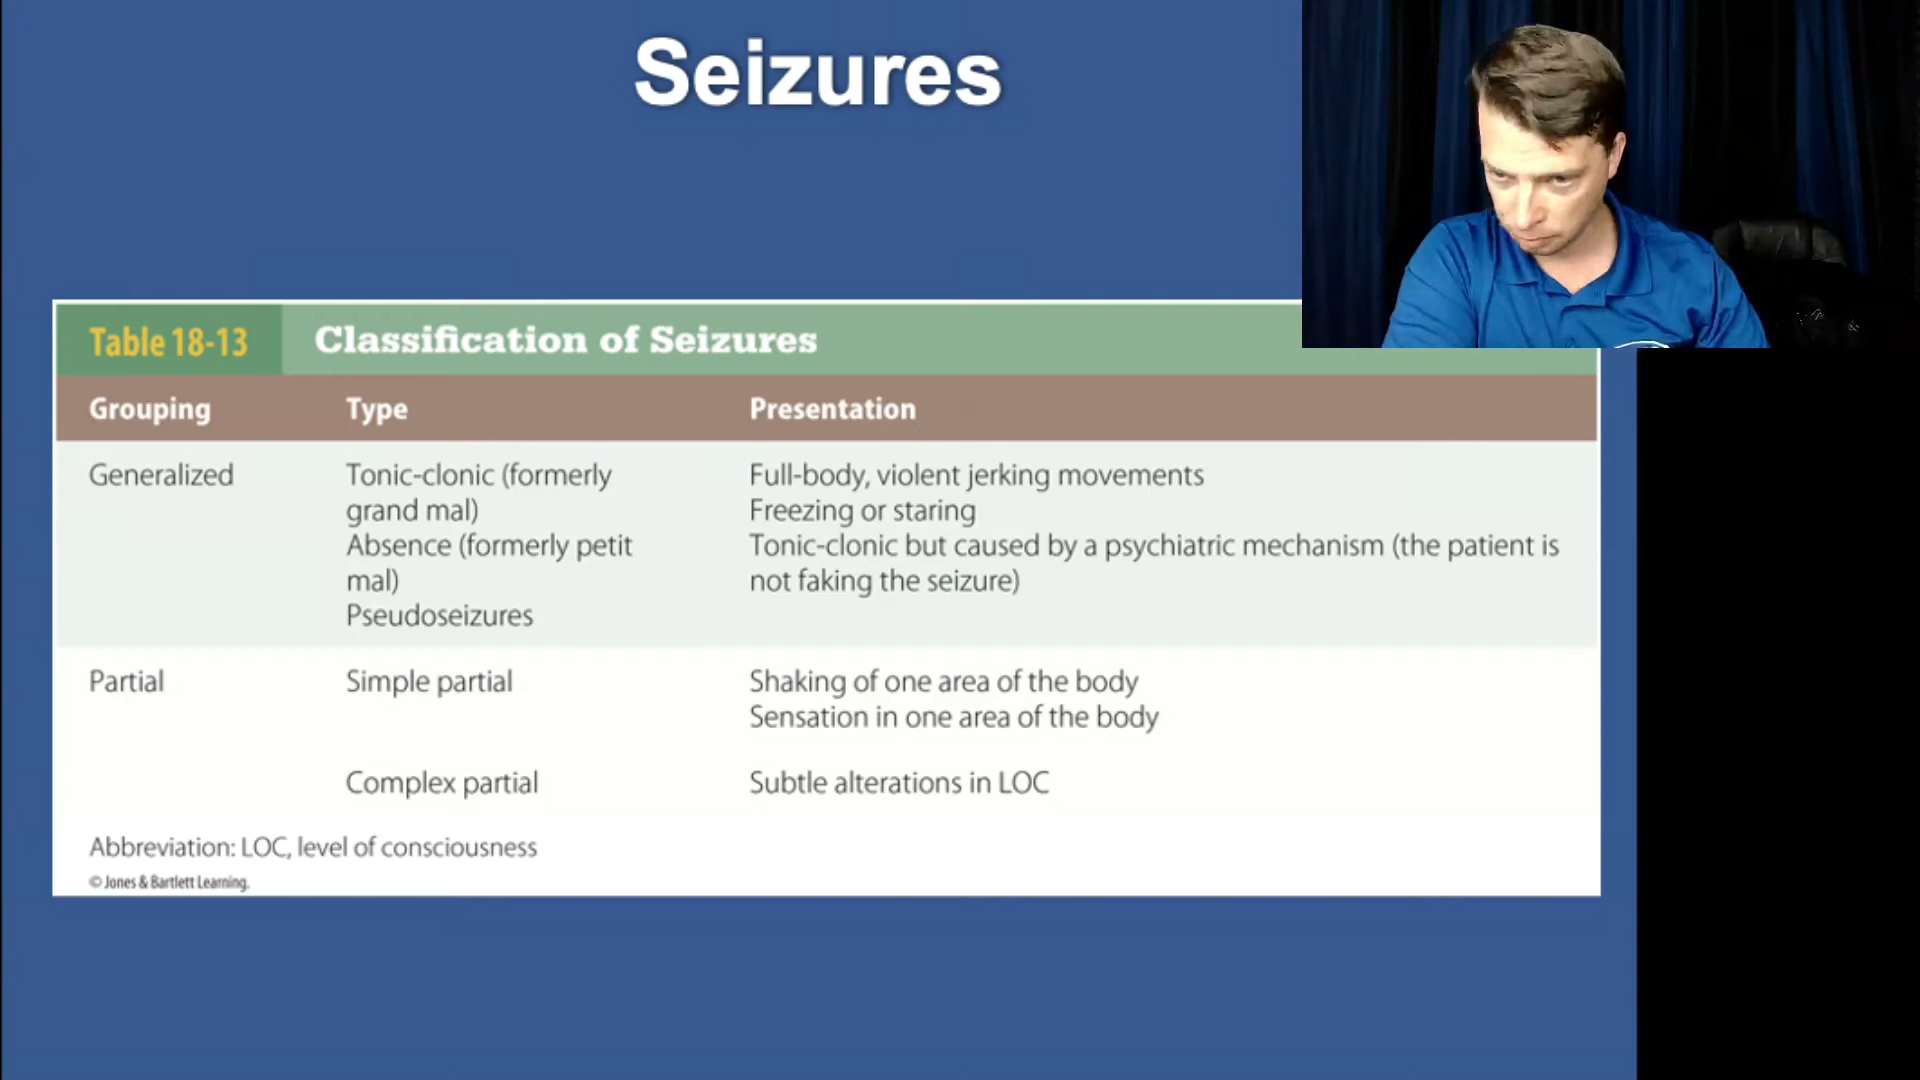 Seizures
Table 18-13 Classification of Seizures
Grouping Type Presentation
Generalized Tonic-clonic (formerly Full-body, violent jerking movements
grand mal) Freezing or staring
Absence (formerly petit Tonic-clonic but caused by a psychiatric mechanism (the patient is
mal) not faking the seizure)
Pseudoseizures
Partial Simple partial Shaking of one area of the body
Sensation in one area of the body
Complex partial Subtle alterations in LOC
Abbreviation: LOC, level of consciousness
© Jones & Bartlett Learning.